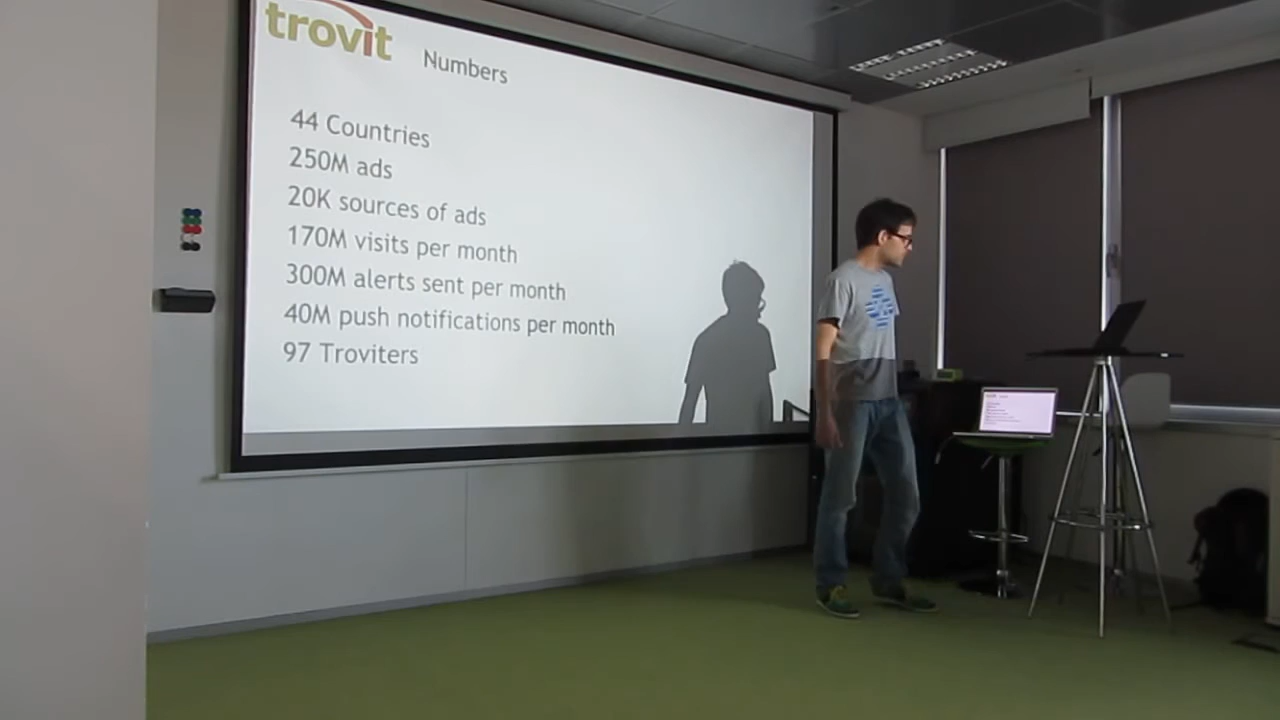 trovit
Numbers
44 Countries
250M ads
20K sources of ads
170M visits per month
300M alerts sent per month
40M push notifications per month
97 Troviters